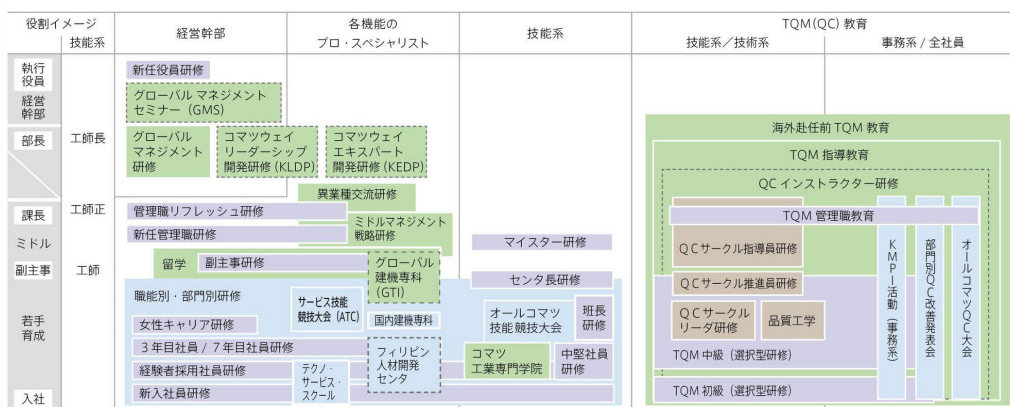 役割イメージ
技能系
経営幹部
各機能の
プロ・スペシャリスト
技能系
TQM(QC) 教育
技能系／技術系
事務系 / 全社員
執行
役員
経営
幹部
部長
課長
ミドル
副主事
若手
育成
入社
工師長
工師正
工師
新任役員研修
グローバル マネジメント
セミナー（GMS）
グローバル
マネジメント
研修
コマツウェイ
リーダーシップ
開発研修 (KLDP)
コマツウェイ
エキスパート
開発研修 (KEDP)
異業種交流研修
管理職リフレッシュ研修
ミドルマネジメント
戦略研修
新任管理職研修
留学
副主事研修
グローバル
建機専科
(GTI)
職能別・部門別研修
サービス技能
競技大会 (ATC)
国内建機専科
女性キャリア研修
3年目社員 / 7年目社員研修
経験者採用社員研修
新入社員研修
テクノ・
サービス・
スクール
フィリピン
人材開発
センタ
マイスター研修
センタ長研修
オールコマツ
技能競技大会
班長
研修
コマツ
工業専門学院
中堅社員
研修
海外赴任前 TQM 教育
TQM 指導教育
QC インストラクター研修
TQM 管理職教育
QCサークル指導員研修
QCサークル推進員研修
QCサークル
リーダ研修
品質工学
TQM 中級（選択型研修）
TQM 初級（選択型研修）
KMPI活動（事務系）
部門別QC改善発表会
オールコマツQC大会